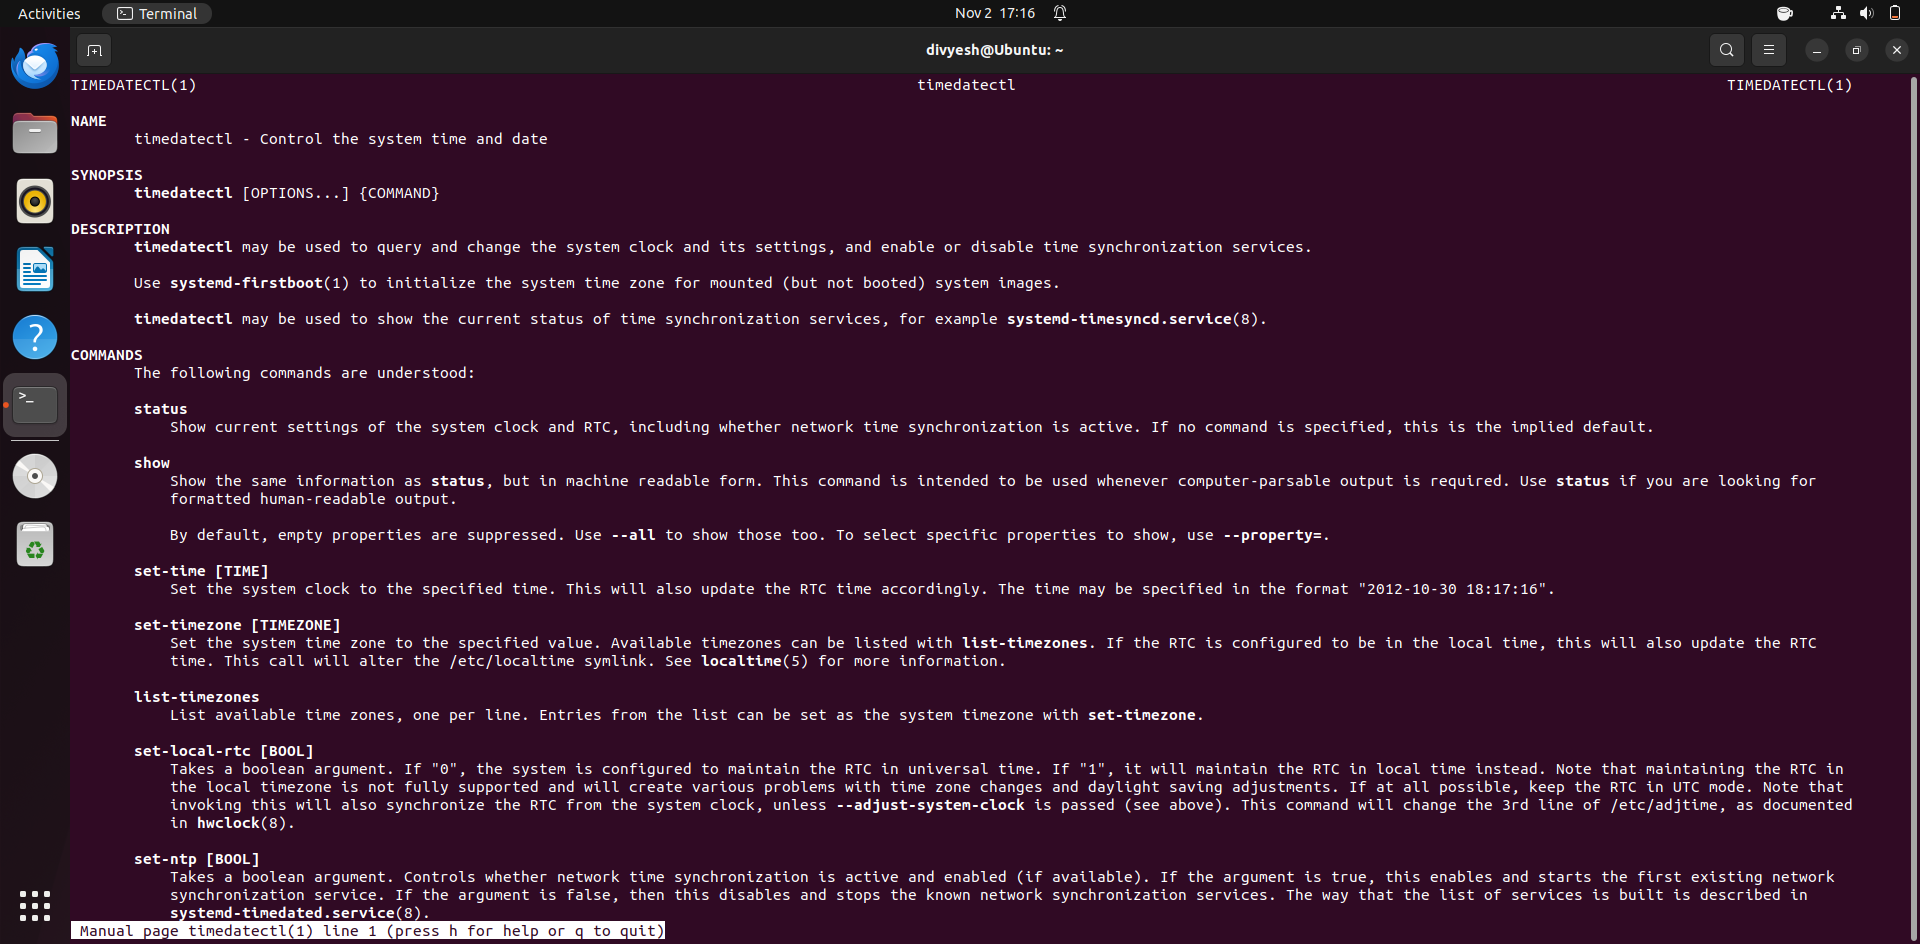 Activities
Terminal
Nov 2 17:16
divyesh@Ubuntu: ~
TIMEDATECTL(1) timedatectl TIMEDATECTL(1)
NAME
timedatectl - Control the system time and date
SYNOPSIS
timedatectl [OPTIONS...] {COMMAND}
DESCRIPTION
timedatectl may be used to query and change the system clock and its settings, and enable or disable time synchronization services.
Use systemd-firstboot(1) to initialize the system time zone for mounted (but not booted) system images.
timedatectl may be used to show the current status of time synchronization services, for example systemd-timesyncd.service(8).
COMMANDS
The following commands are understood:
status
Show current settings of the system clock and RTC, including whether network time synchronization is active. If no command is specified, this is the implied default.
show
Show the same information as status, but in machine readable form. This command is intended to be used whenever computer-parsable output is required. Use status if you are looking for
formatted human-readable output.
By default, empty properties are suppressed. Use --all to show those too. To select specific properties to show, use --property=.
set-time [TIME]
Set the system clock to the specified time. This will also update the RTC time accordingly. The time may be specified in the format "2012-10-30 18:17:16".
set-timezone [TIMEZONE]
Set the system time zone to the specified value. Available timezones can be listed with list-timezones. If the RTC is configured to be in the local time, this will also update the RTC
time. This call will alter the /etc/localtime symlink. See localtime(5) for more information.
list-timezones
List available time zones, one per line. Entries from the list can be set as the system timezone with set-timezone.
set-local-rtc [BOOL]
Takes a boolean argument. If "0", the system is configured to maintain the RTC in universal time. If "1", it will maintain the RTC in local time instead. Note that maintaining the RTC in
the local timezone is not fully supported and will create various problems with time zone changes and daylight saving adjustments. If at all possible, keep the RTC in UTC mode. Note that
invoking this will also synchronize the RTC from the system clock, unless --adjust-system-clock is passed (see above). This command will change the 3rd line of /etc/adjtime, as documented
in hwclock(8).
set-ntp [BOOL]
Takes a boolean argument. Controls whether network time synchronization is active and enabled (if available). If the argument is true, this enables and starts the first existing network
synchronization service. If the argument is false, then this disables and stops the known network synchronization services. The way that the list of services is built is described in
systemd-timedated.service(8).
Manual page timedatectl(1) line 1 (press h for help or q to quit)